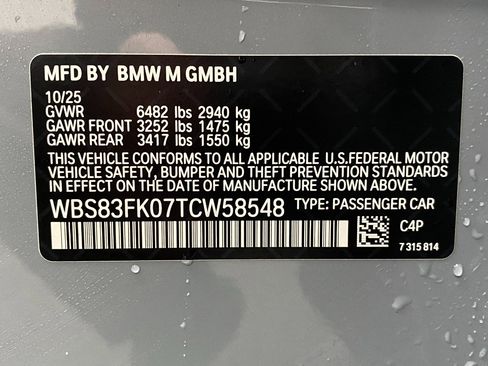 MFD BY BMW M GMBH
10/25
GVWR 6482 lbs 2940 kg
GAWR FRONT 3252 lbs 1475 kg
GAWR REAR 3417 lbs 1550 kg
THIS VEHICLE CONFORMS TO ALL APPLICABLE U.S.FEDERAL MOTOR
VEHICLE SAFETY, BUMPER AND THEFT PREVENTION STANDARDS
IN EFFECT ON THE DATE OF MANUFACTURE SHOWN ABOVE.
WBS83FK07TCW58548 TYPE: PASSENGER CAR
C4P
7 315 814